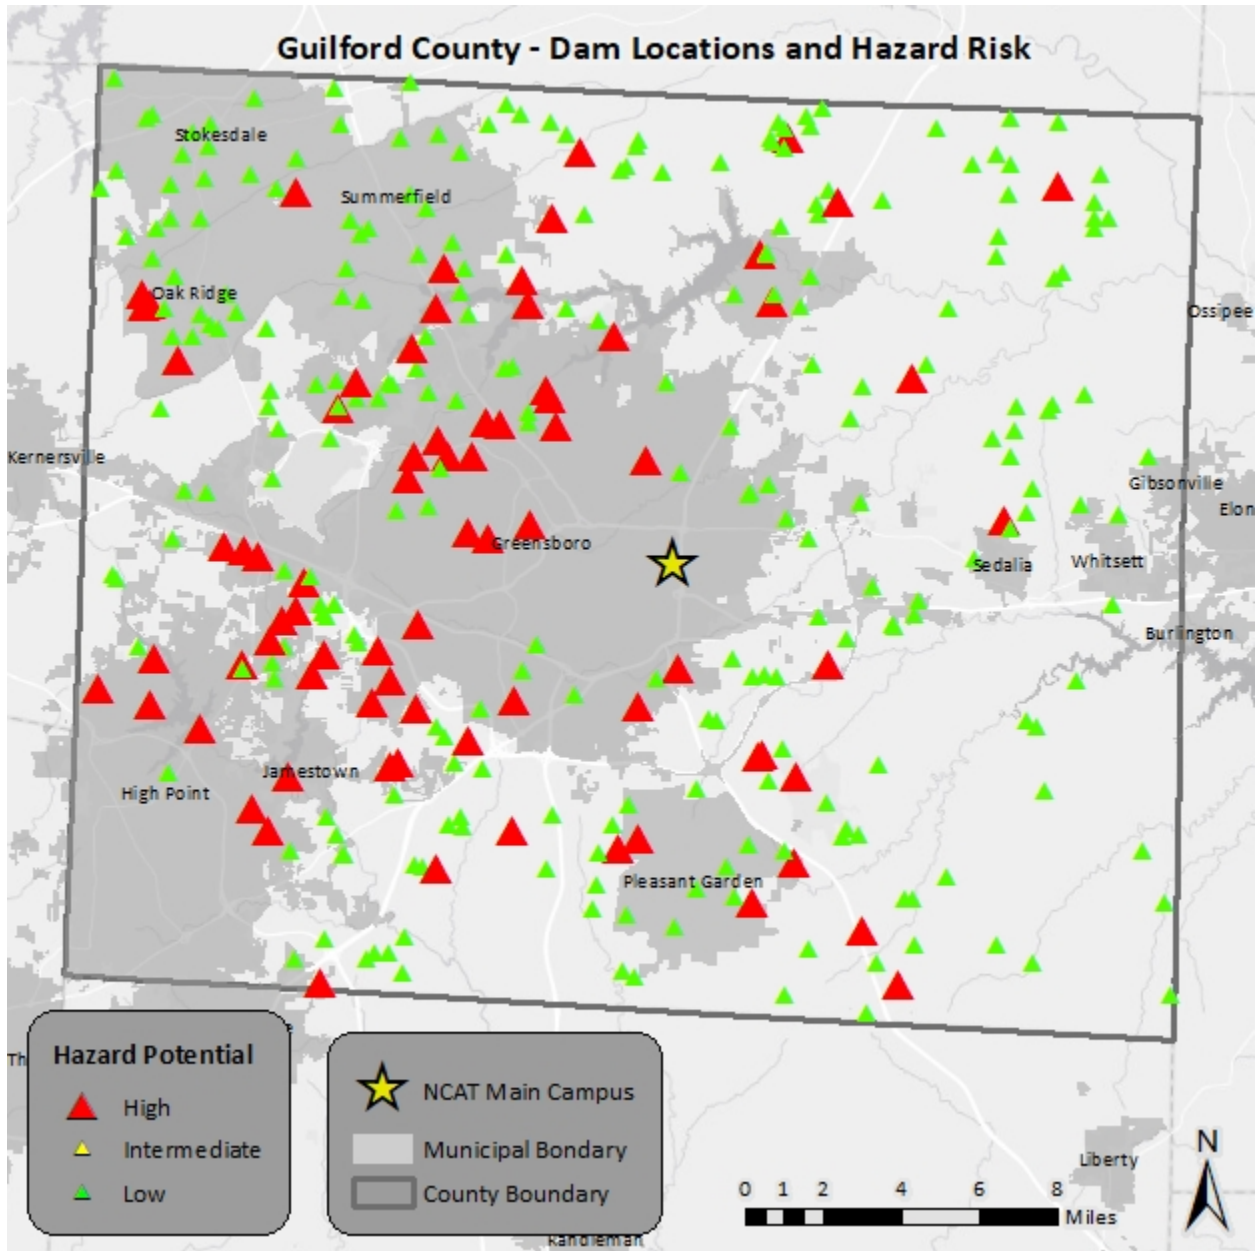 Guilford County - Dam Locations and Hazard Risk
Stokesdale
Summerfield
Oak Ridge
Ossipee
Kernersville
Gibsonville
Elon
Greensboro
Sedalia
Whitsett
Burlington
Jamestown
High Point
Pleasant Garden
Th
e
Hazard Potential
High
Intermediate
Low
NCAT Main Campus
Municipal Bondary
County Boundary
Randleman
Liberty
N
0 1 2 4 6 8
Miles